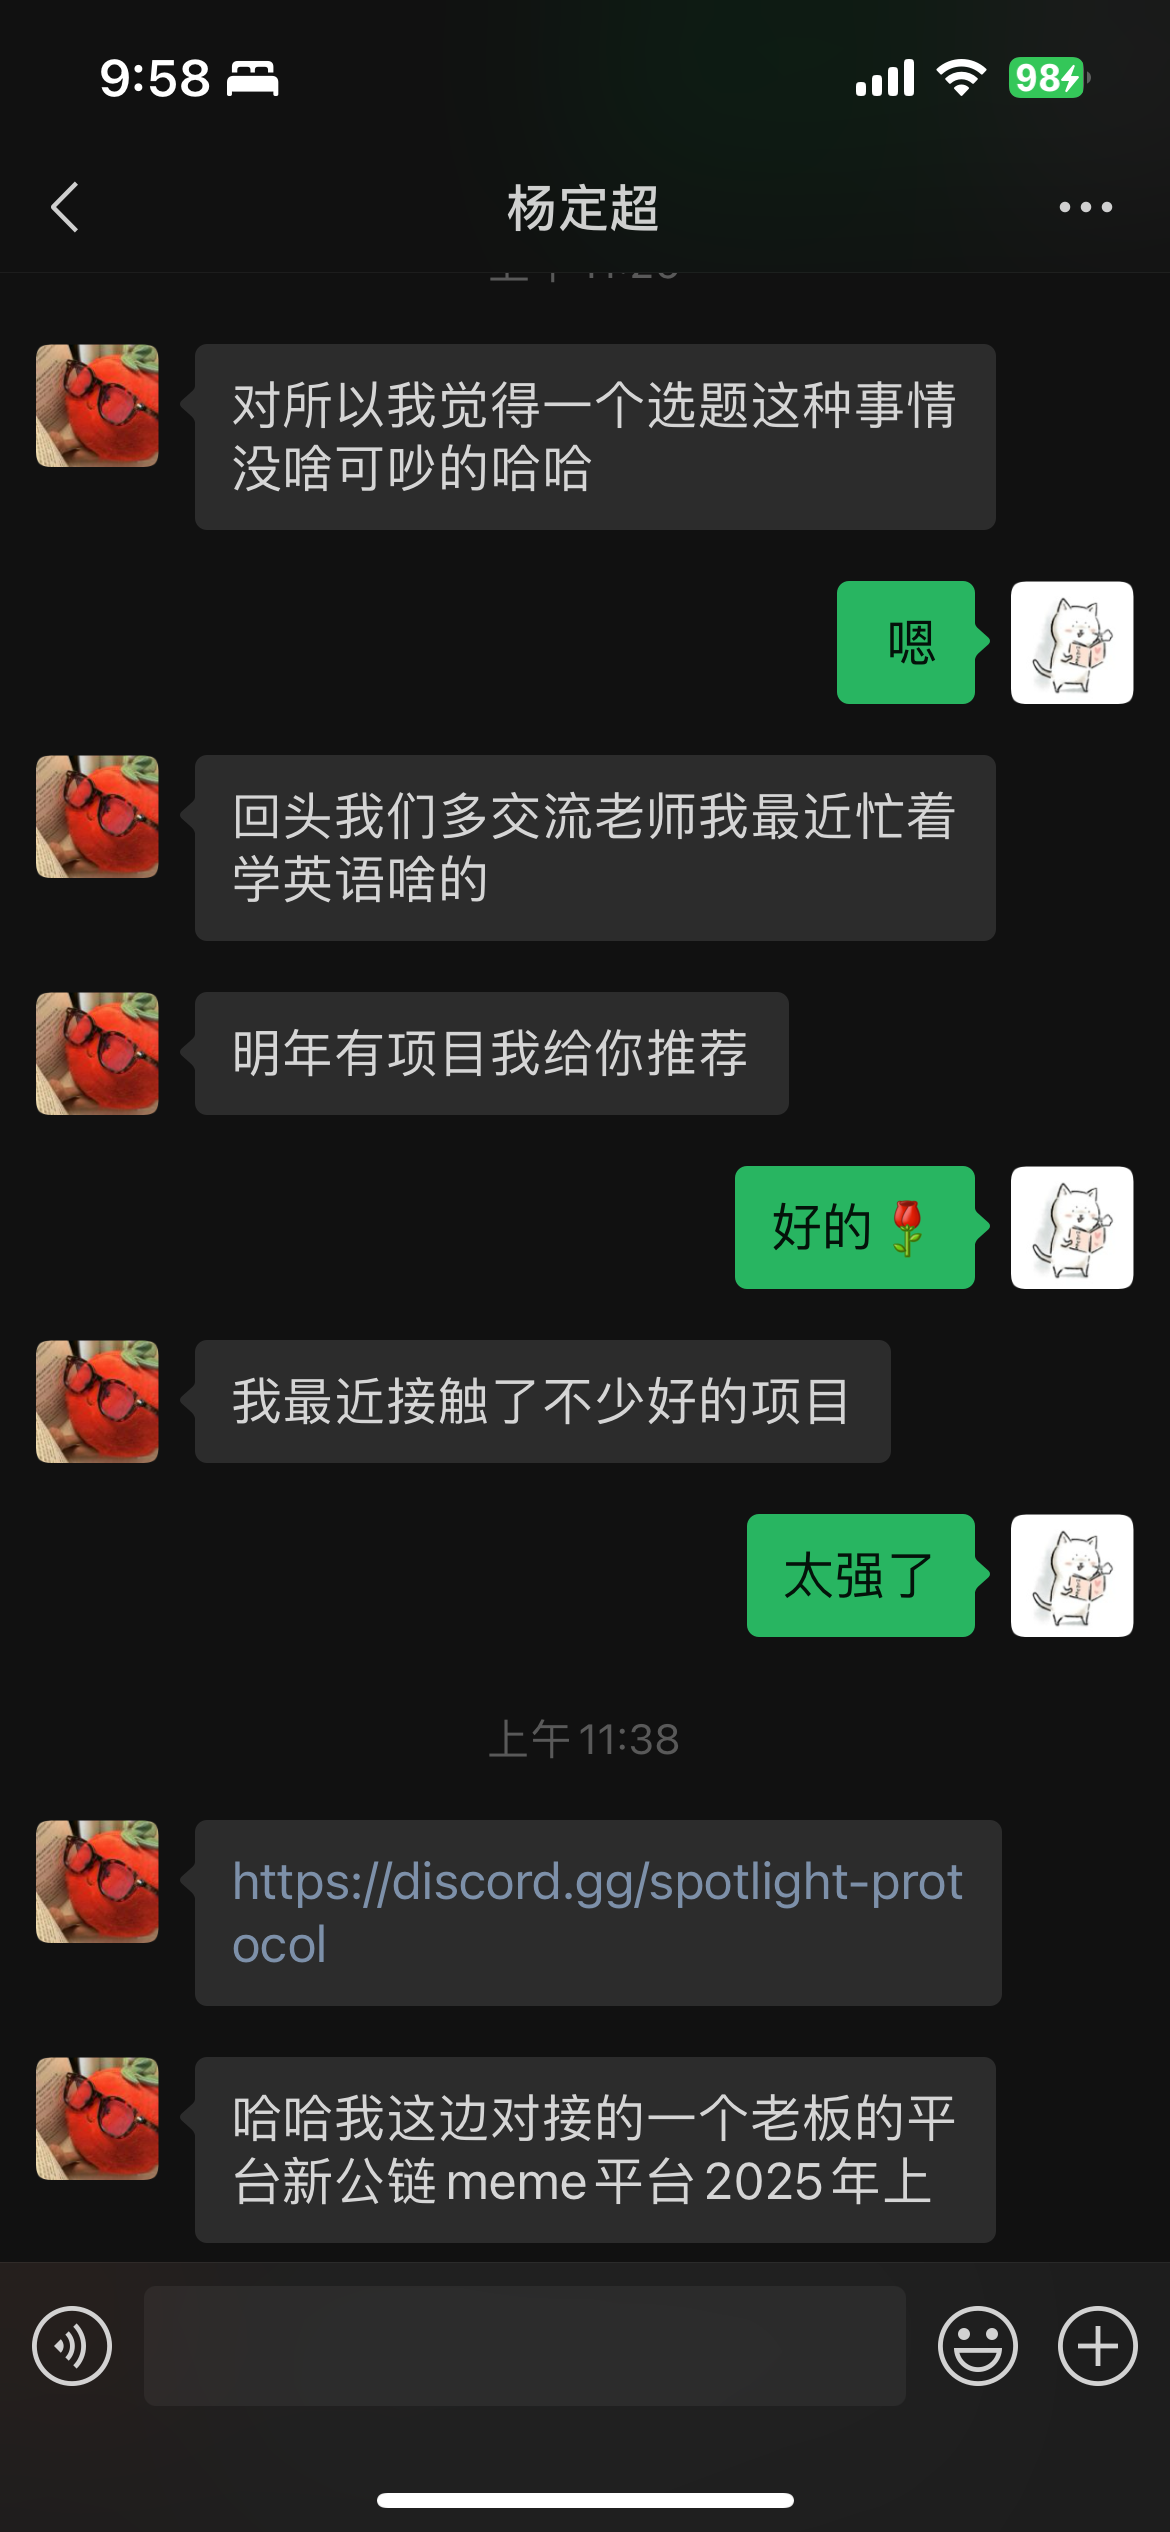 9:58
98
杨定超
对所以我觉得一个选题这种事情
没啥可吵的哈哈
嗯
回头我们多交流老师我最近忙着
学英语啥的
明年有项目我给你推荐
好的🌹
我最近接触了不少好的项目
太强了
上午11:38
https://discord.gg/spotlight-prot
ocol
哈哈我这边对接的一个老板的平
台新公链meme平台2025年上